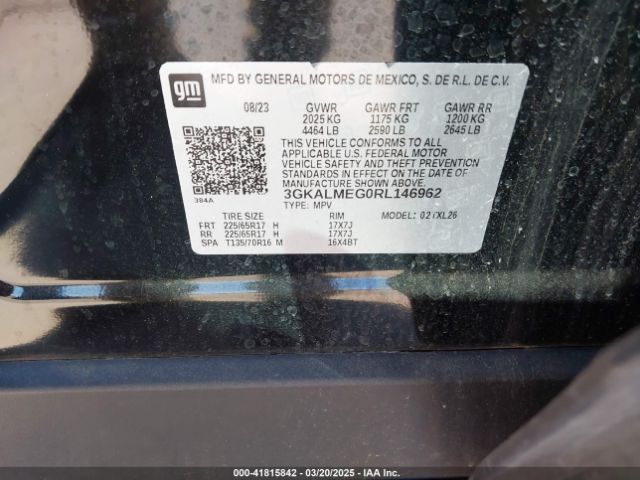 gm
MFD BY GENERAL MOTORS DE MEXICO, S. DE R.L. DE C.V.
08/23 GVWR GAWR FRT GAWR RR
2025 KG 1175 KG 1200 KG
4464 LB 2590 LB 2645 LB
THIS VEHICLE CONFORMS TO ALL
APPLICABLE U.S. FEDERAL MOTOR
VEHICLE SAFETY AND THEFT PREVENTION
STANDARDS IN EFFECT ON THE DATE OF
MANUFACTURE SHOWN ABOVE.
384A 3GKALMEG0RL146962
TYPE: MPV
TIRE SIZE RIM MODEL: 02 TXL26
FRT 225/65R17 H 17X7J
RR 225/65R17 H 17X7J
SPA T135/70R16 M 16X4BT
000-41815842 — 03/20/2025 — IAA Inc.